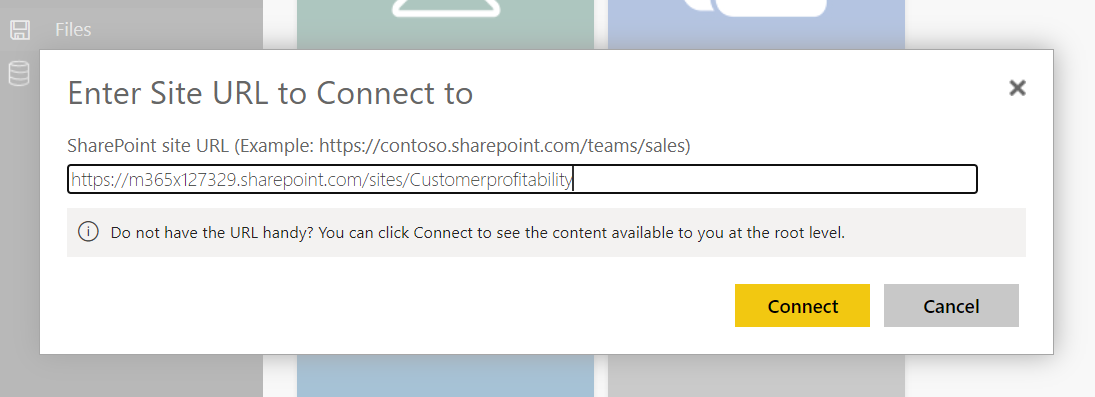 Files
Enter Site URL to Connect to
SharePoint site URL (Example: https://contoso.sharepoint.com/teams/sales)
https://m365x127329.sharepoint.com/sites/Customerprofitability
Do not have the URL handy? You can click Connect to see the content available to you at the root level.
Connect
Cancel